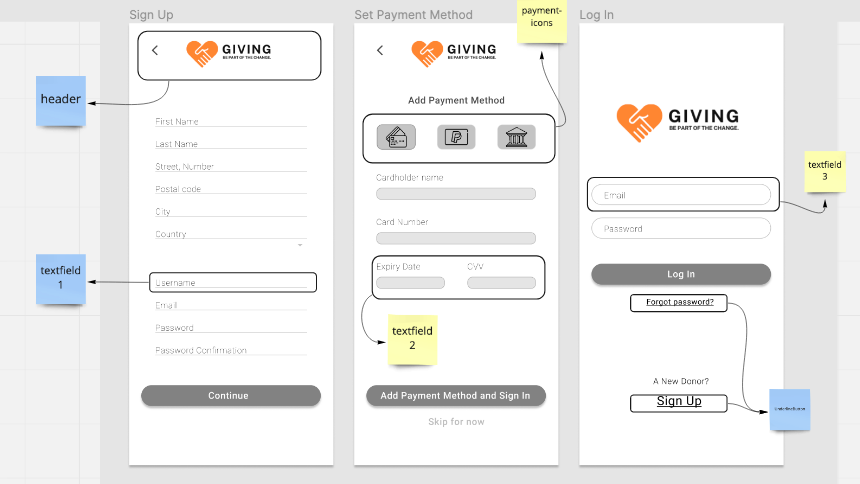 Sign Up
Set Payment Method
Log In
header
textfield
1
payment-
icons
textfield
2
textfield
3
UnderlineButton
GIVING
BE PART OF THE CHANGE.
First Name
Last Name
Street, Number
Postal code
City
Country
Username
Email
Password
Password Confirmation
Continue
GIVING
BE PART OF THE CHANGE.
Add Payment Method
Cardholder name
Card Number
Expiry Date
CVV
Add Payment Method and Sign In
Skip for now
GIVING
BE PART OF THE CHANGE.
Email
Password
Log In
Forgot password?
A New Donor?
Sign Up